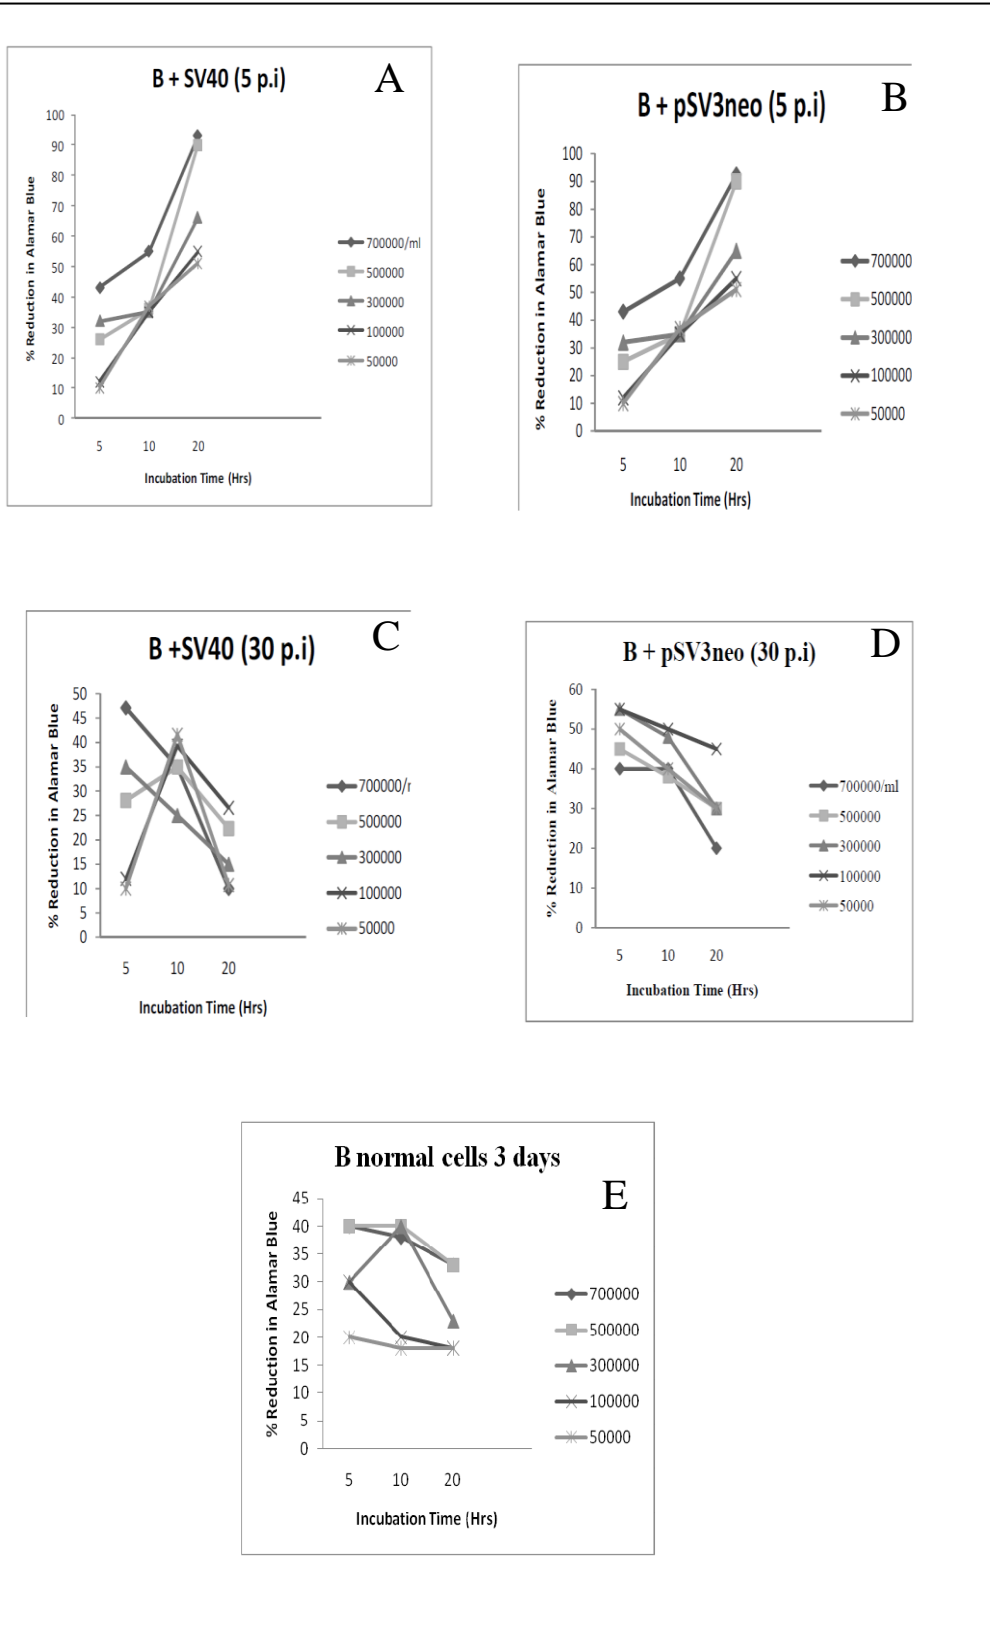 B + SV40 (5 p.i)
A
100
90
80
70
60
50
40
30
20
10
0
% Reduction in Alamar Blue
5 10 20
Incubation Time (Hrs)
700000/ml
500000
300000
100000
50000
B + pSV3neo (5 p.i)
B
100
90
80
70
60
50
40
30
20
10
0
% Reduction in Alamar Blue
5 10 20
Incubation Time (Hrs)
700000
500000
300000
100000
50000
B +SV40 (30 p.i)
C
50
45
40
35
30
25
20
15
10
5
0
% Reduction in Alamar Blue
5 10 20
Incubation Time (Hrs)
700000/r
500000
300000
100000
50000
B + pSV3neo (30 p.i)
D
60
50
40
30
20
10
0
% Reduction in Alamar Blue
5 10 20
Incubation Time (Hrs)
700000/ml
500000
300000
100000
50000
B normal cells 3 days
E
45
40
35
30
25
20
15
10
5
0
% Reduction in Alamar Blue
5 10 20
Incubation Time (Hrs)
700000
500000
300000
100000
50000